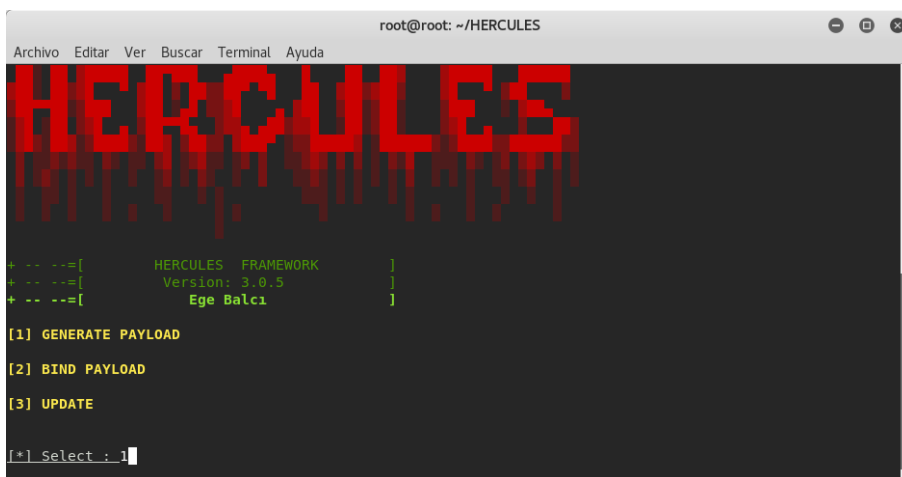 root@root: ~/HERCULES
Archivo Editar Ver Buscar Terminal Ayuda
HERCULES
+ -- --=[ HERCULES FRAMEWORK ]
+ -- --=[ Version: 3.0.5 ]
+ -- --=[ Ege Balcı ]
[1] GENERATE PAYLOAD
[2] BIND PAYLOAD
[3] UPDATE
[*] Select : 1